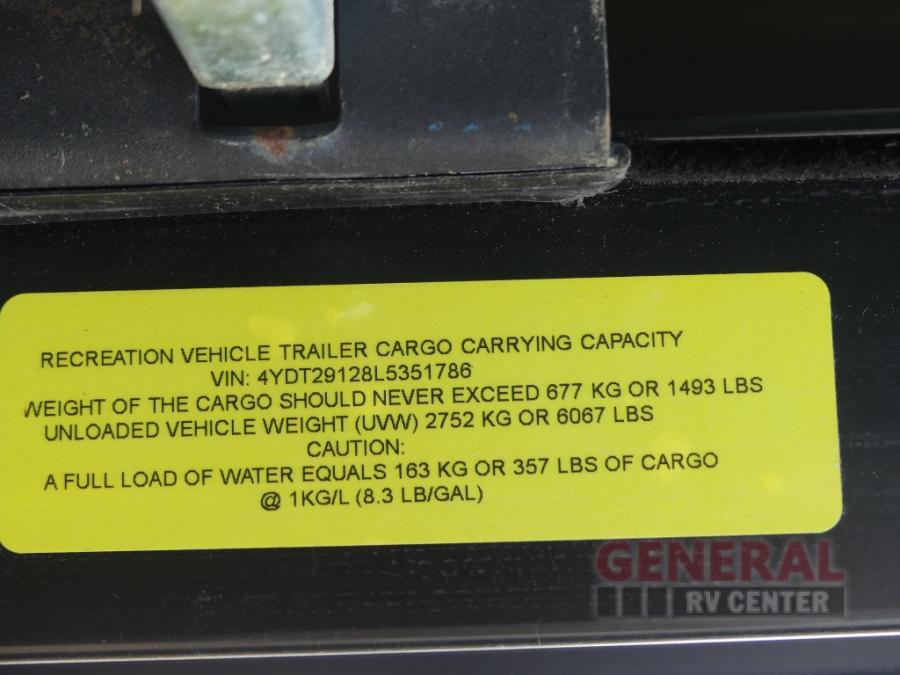 RECREATION VEHICLE TRAILER CARGO CARRYING CAPACITY
VIN: 4YDT29128L5351786
WEIGHT OF THE CARGO SHOULD NEVER EXCEED 677 KG OR 1493 LBS
UNLOADED VEHICLE WEIGHT (UVW) 2752 KG OR 6067 LBS
CAUTION:
A FULL LOAD OF WATER EQUALS 163 KG OR 357 LBS OF CARGO
@ 1KG/L (8.3 LB/GAL)
GENERAL
RV CENTER